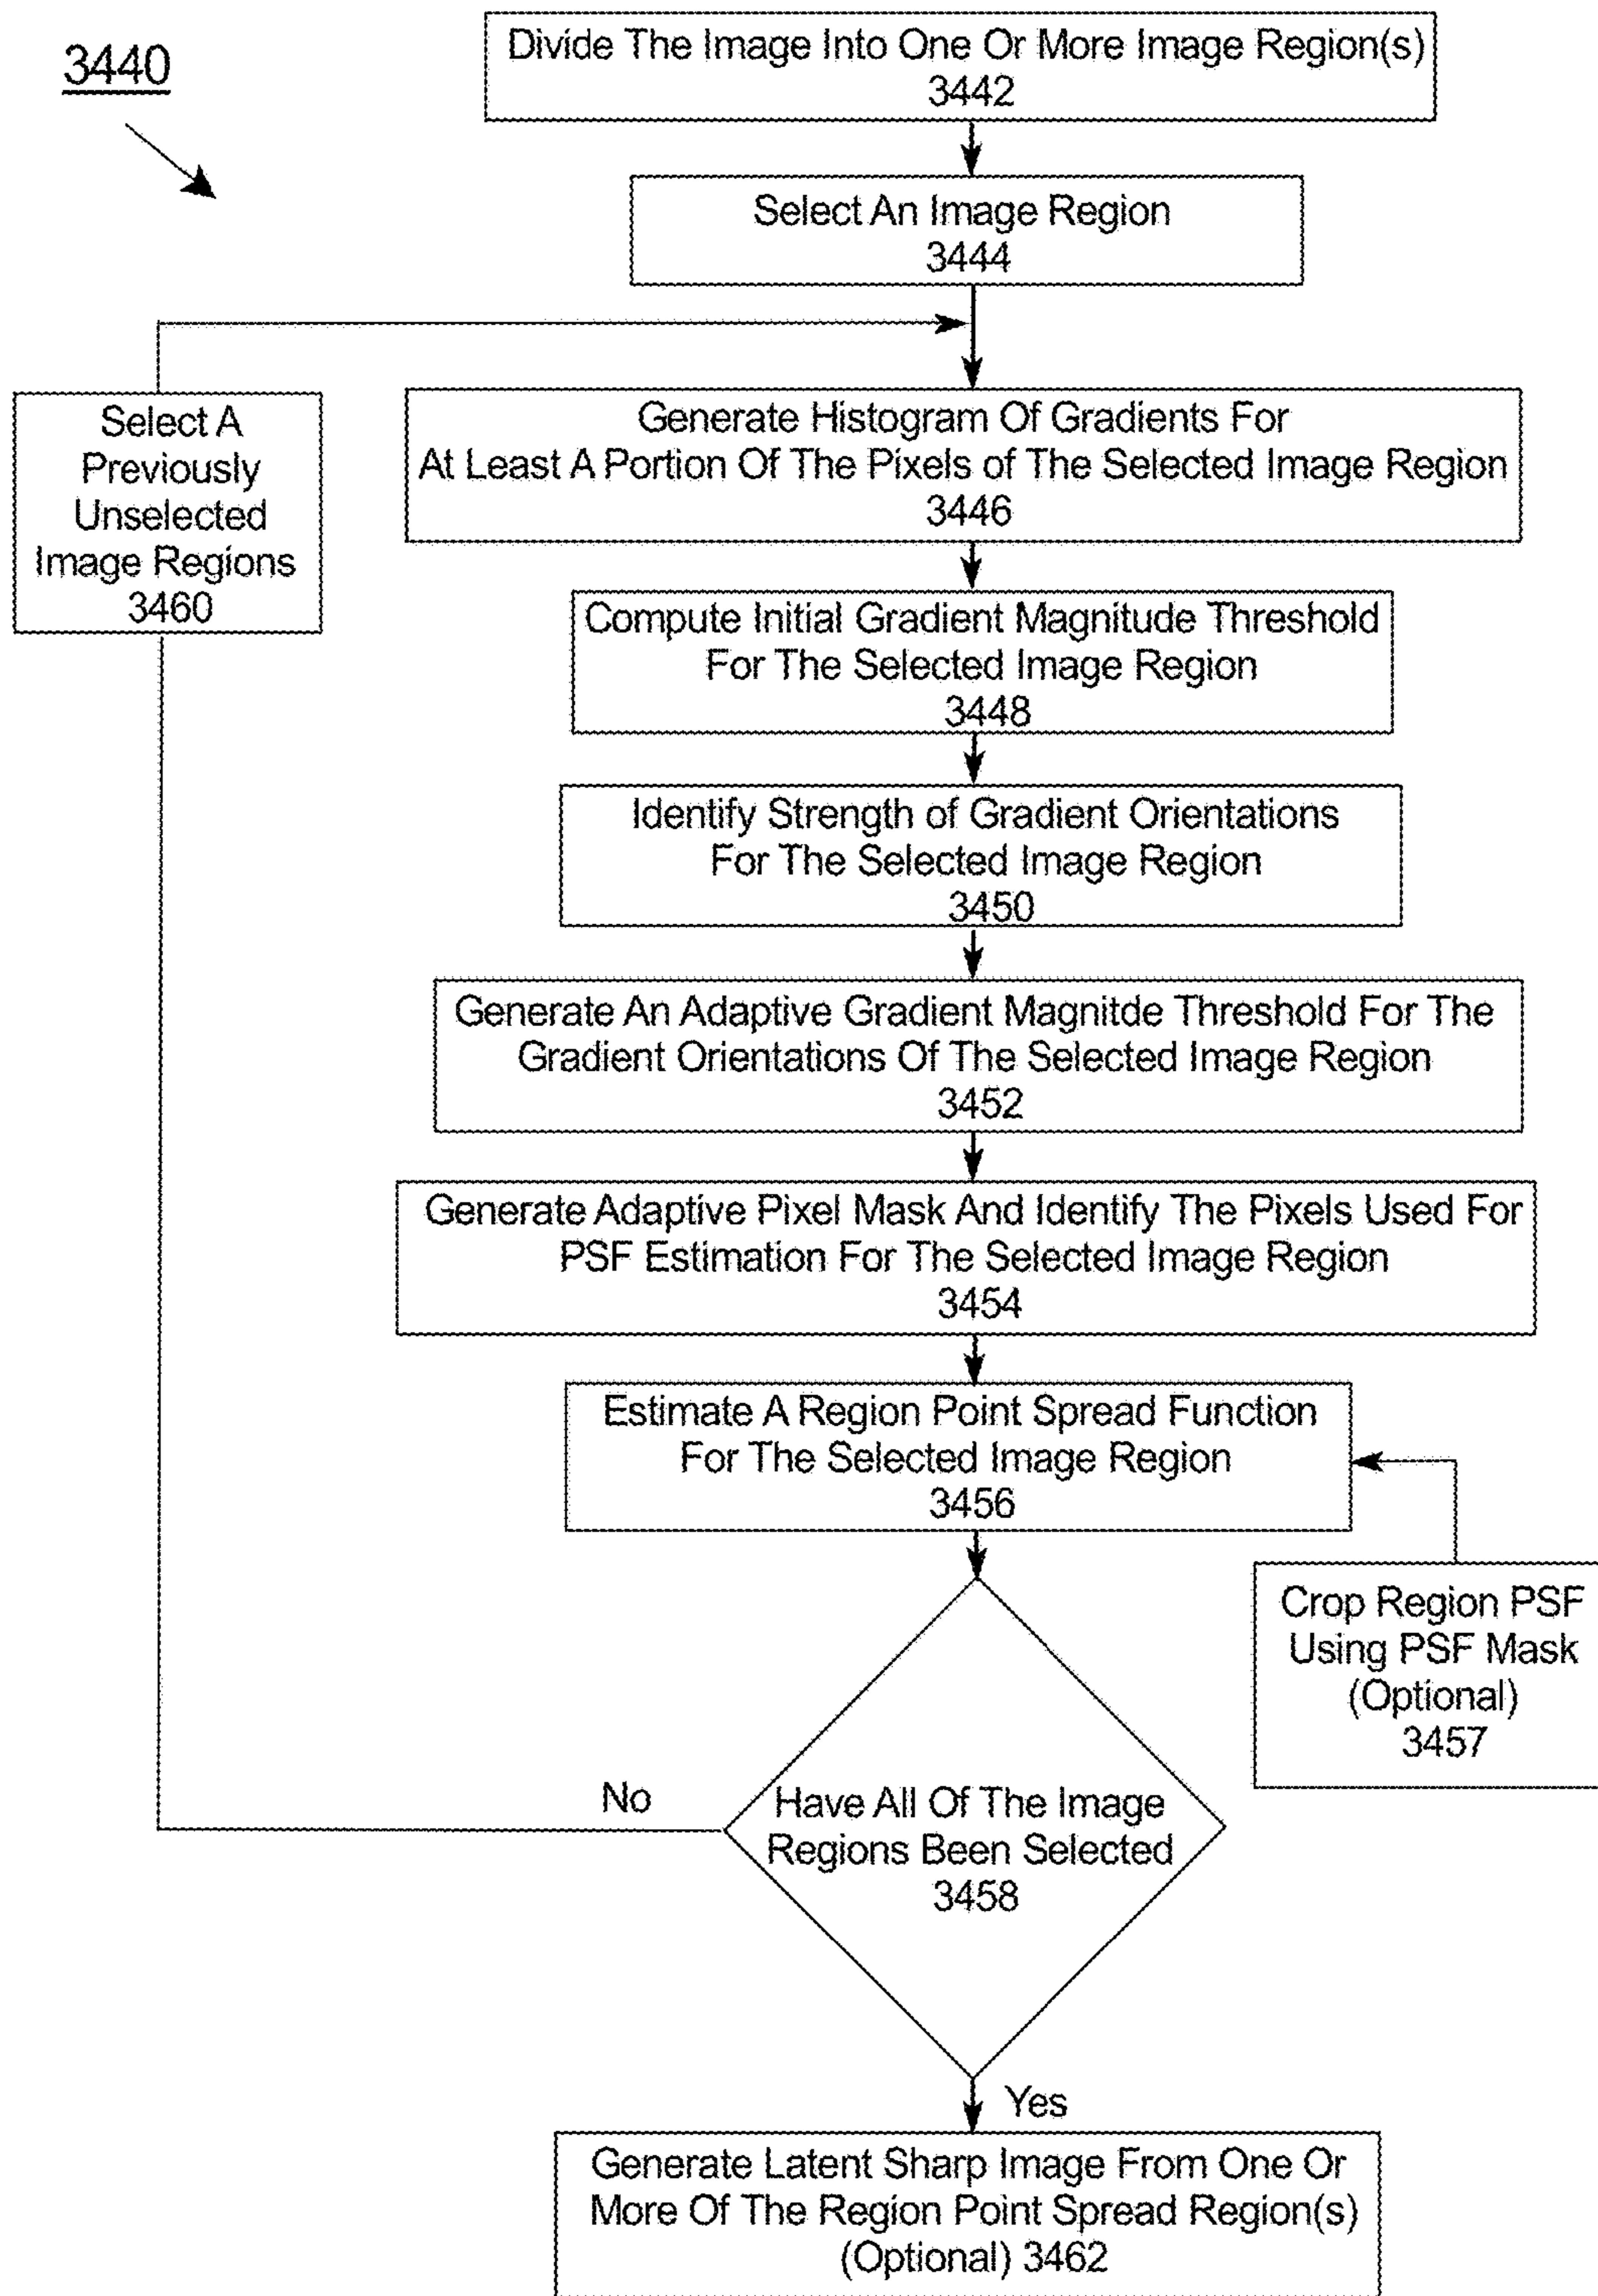 3440
Divide The Image Into One Or More Image Region(s)
3442
Select An Image Region
3444
Select A
Previously
Unselected
Image Regions
3460
Generate Histogram Of Gradients For
At Least A Portion Of The Pixels of The Selected Image Region
3446
Compute Initial Gradient Magnitude Threshold
For The Selected Image Region
3448
Identify Strength of Gradient Orientations
For The Selected Image Region
3450
Generate An Adaptive Gradient Magnitde Threshold For The
Gradient Orientations Of The Selected Image Region
3452
Generate Adaptive Pixel Mask And Identify The Pixels Used For
PSF Estimation For The Selected Image Region
3454
Estimate A Region Point Spread Function
For The Selected Image Region
3456
Crop Region PSF
Using PSF Mask
(Optional)
3457
No
Have All Of The Image
Regions Been Selected
3458
Yes
Generate Latent Sharp Image From One Or
More Of The Region Point Spread Region(s)
(Optional) 3462